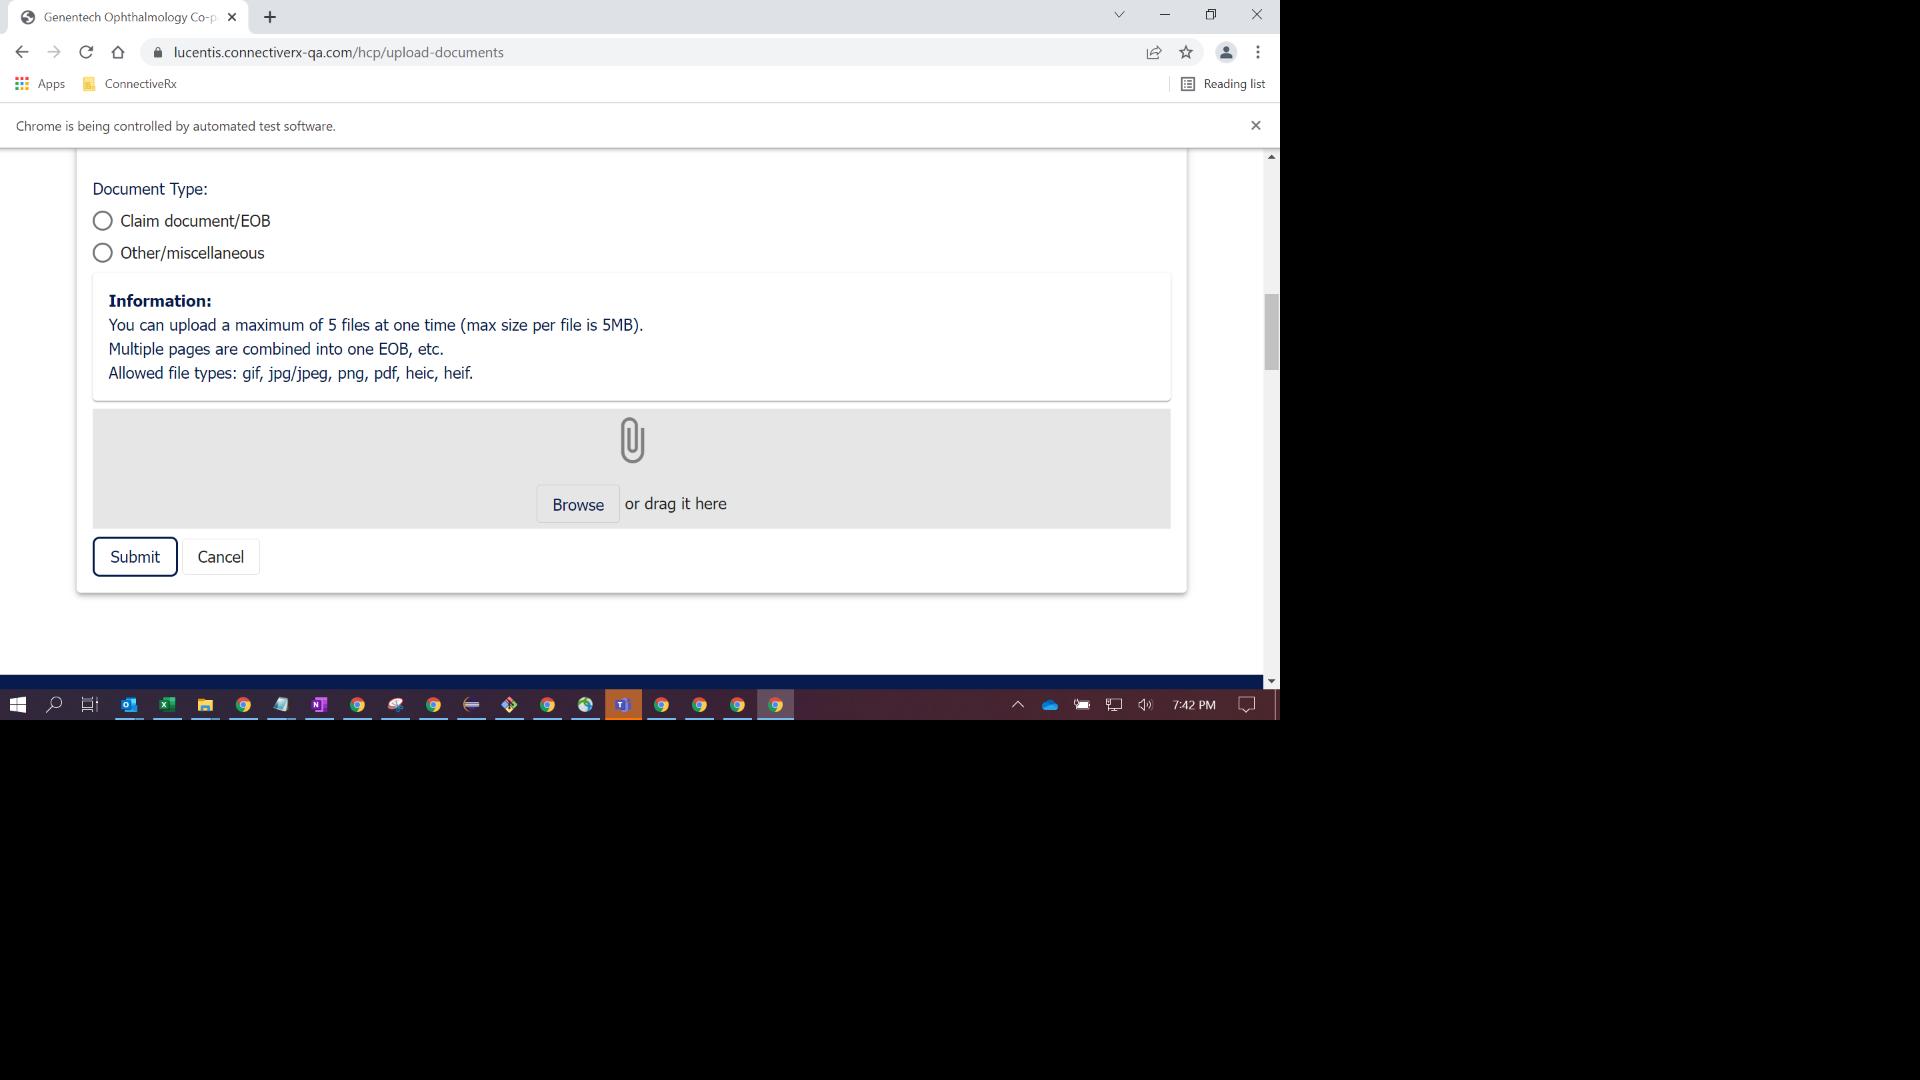 Genentech Ophthalmology Co-p
lucentis.connectiverx-qa.com/hcp/upload-documents
Apps
ConnectiveRx
Reading list
Chrome is being controlled by automated test software.
Document Type:
Claim document/EOB
Other/miscellaneous
Information:
You can upload a maximum of 5 files at one time (max size per file is 5MB).
Multiple pages are combined into one EOB, etc.
Allowed file types: gif, jpg/jpeg, png, pdf, heic, heif.
Browse or drag it here
Submit
Cancel
7:42 PM